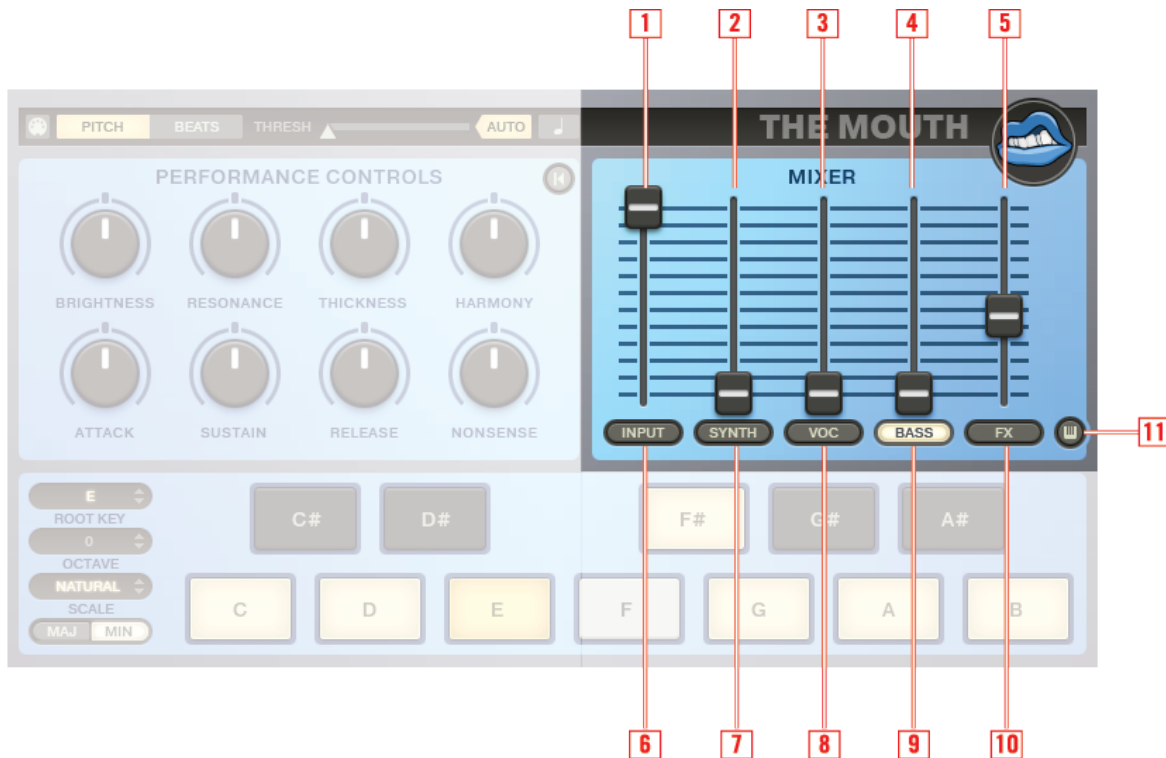 1 2 3 4 5
PITCH BEATS THRESH AUTO
THE MOUTH
PERFORMANCE CONTROLS
MIXER
BRIGHTNESS RESONANCE THICKNESS HARMONY
ATTACK SUSTAIN RELEASE NONSENSE
INPUT SYNTH VOC BASS FX
11
E
ROOT KEY
0
OCTAVE
NATURAL
SCALE
MAJ MIN
C# D# F# G# A#
C D E F G A B
6 7 8 9 10